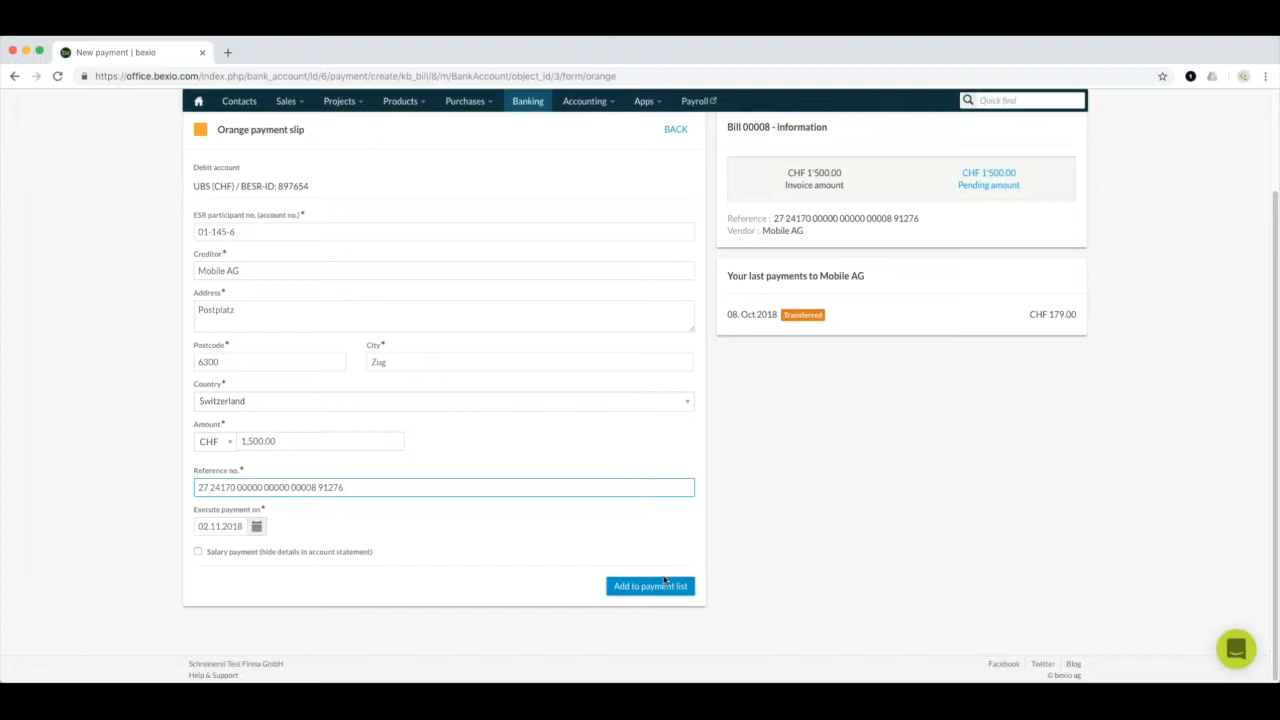 New payment | bexio
https://office.bexio.com/index.php/bank_account/id/6/payment/create/kb_bill/8/m/BankAccount/object_id/3/form/orange
Contacts Sales Projects Products Purchases Banking Accounting Apps Payroll Quick find
Orange payment slip BACK
Debit account
UBS (CHF) / BESR-ID: 897654
ESR participant no. (account no.)*
01-145-6
Creditor*
Mobile AG
Address*
Postplatz
Postcode* City*
6300 Zug
Country*
Switzerland
Amount*
CHF 1,500.00
Reference no.*
27 24170 00000 00000 00008 91276
Execute payment on*
02.11.2018
Salary payment (hide details in account statement)
Add to payment list
Bill 00008 - information
CHF 1'500.00 CHF 1'500.00
Invoice amount Pending amount
Reference : 27 24170 00000 00000 00008 91276
Vendor : Mobile AG
Your last payments to Mobile AG
08. Oct 2018 Transferred CHF 179.00
Schreinerei Test Firma GmbH Facebook Twitter Blog
Help & Support © bexio ag